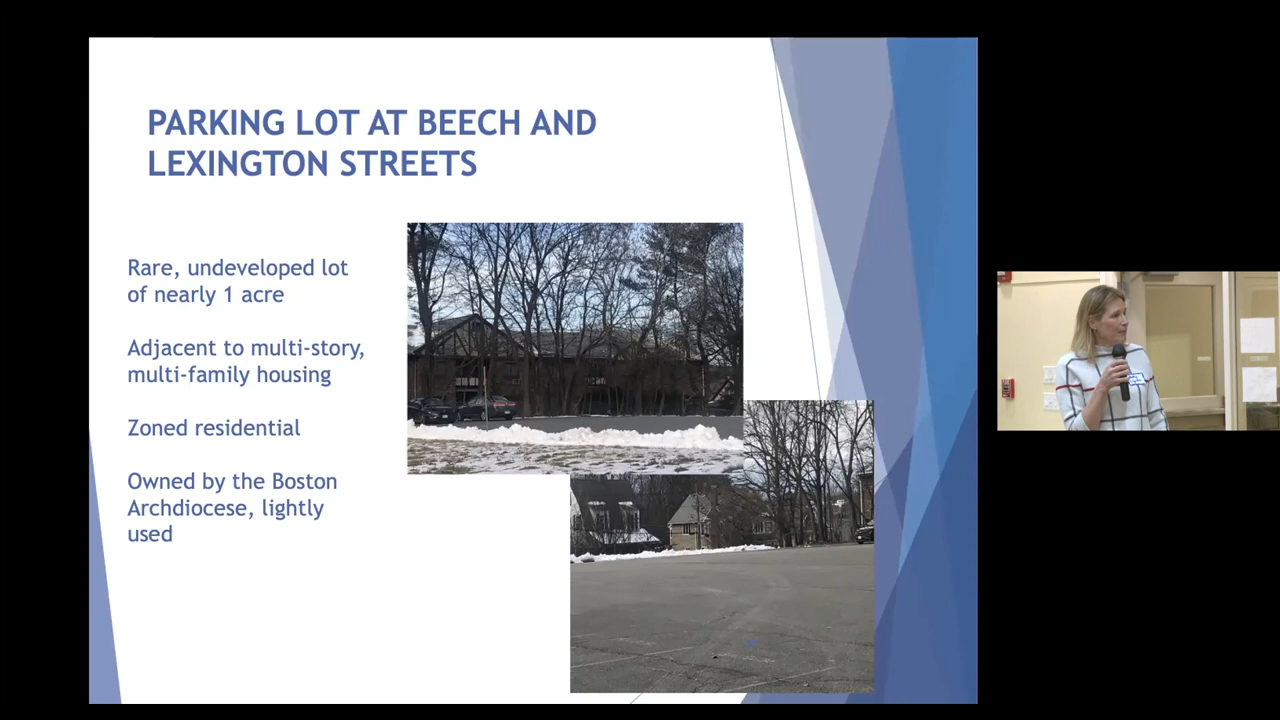 PARKING LOT AT BEECH AND
LEXINGTON STREETS
Rare, undeveloped lot
of nearly 1 acre
Adjacent to multi-story,
multi-family housing
Zoned residential
Owned by the Boston
Archdiocese, lightly
used